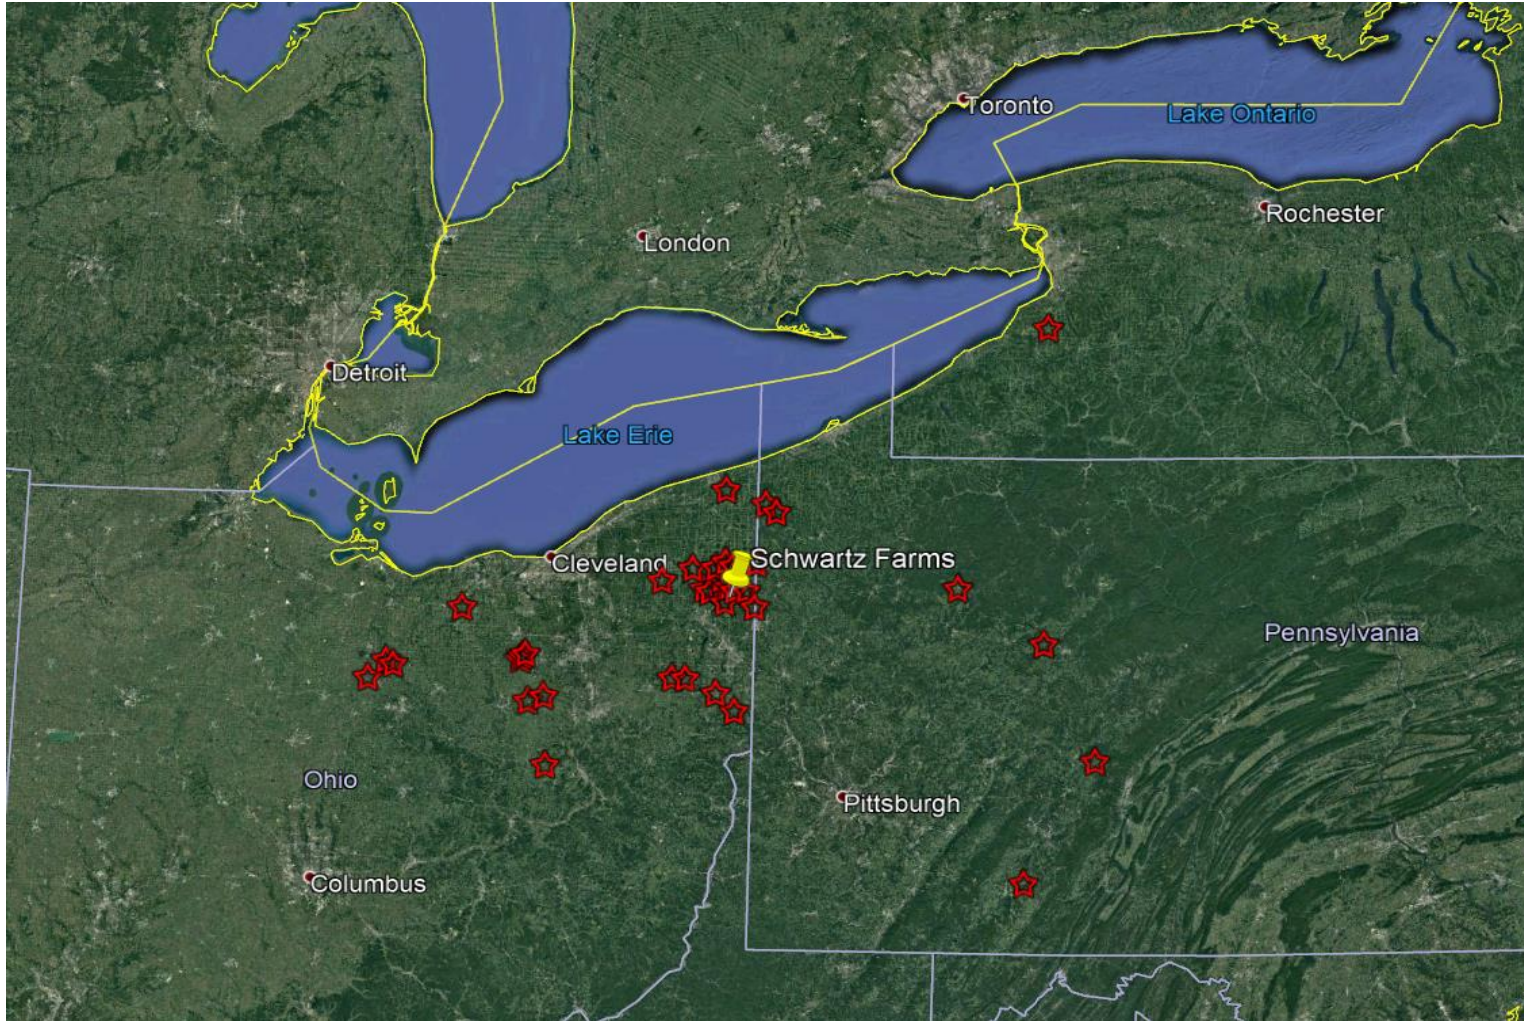 Toronto
Lake Ontario
Rochester
London
Detroit
Lake Erie
Cleveland
Schwartz Farms
Pennsylvania
Ohio
Pittsburgh
Columbus